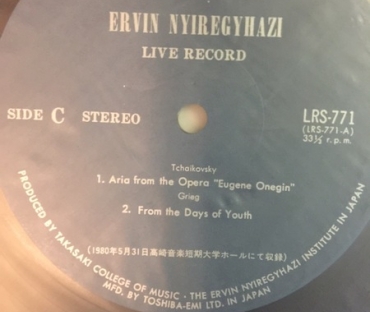 ERVIN NYIREGYHAZI
LIVE RECORD
SIDE C STEREO
LRS-771
(LRS-771-A)
33⅓ r.p.m.
Tchaikovsky
1. Aria from the Opera "Eugene Onegin"
Grieg
2. From the Days of Youth
(1980年5月31日高崎音楽短期大学ホールにて収録)
PRODUCED BY TAKASAKI COLLEGE OF MUSIC - THE ERVIN NYIREGYHAZI INSTITUTE IN JAPAN
MFD. BY TOSHIBA-EMI LTD. IN JAPAN